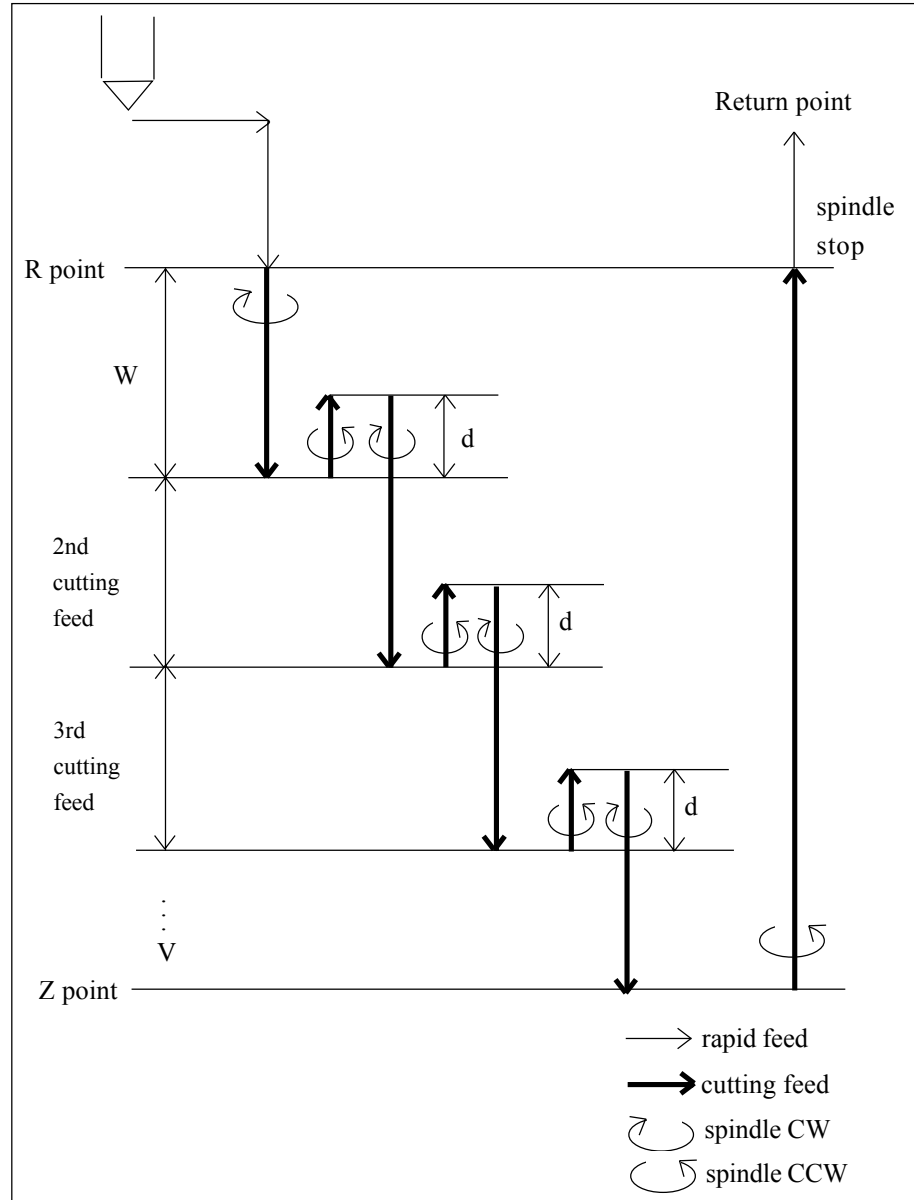 Return point
spindle
stop
R point
W
d
2nd
cutting
feed
d
3rd
cutting
feed
d
V
Z point
rapid feed
cutting feed
spindle CW
spindle CCW